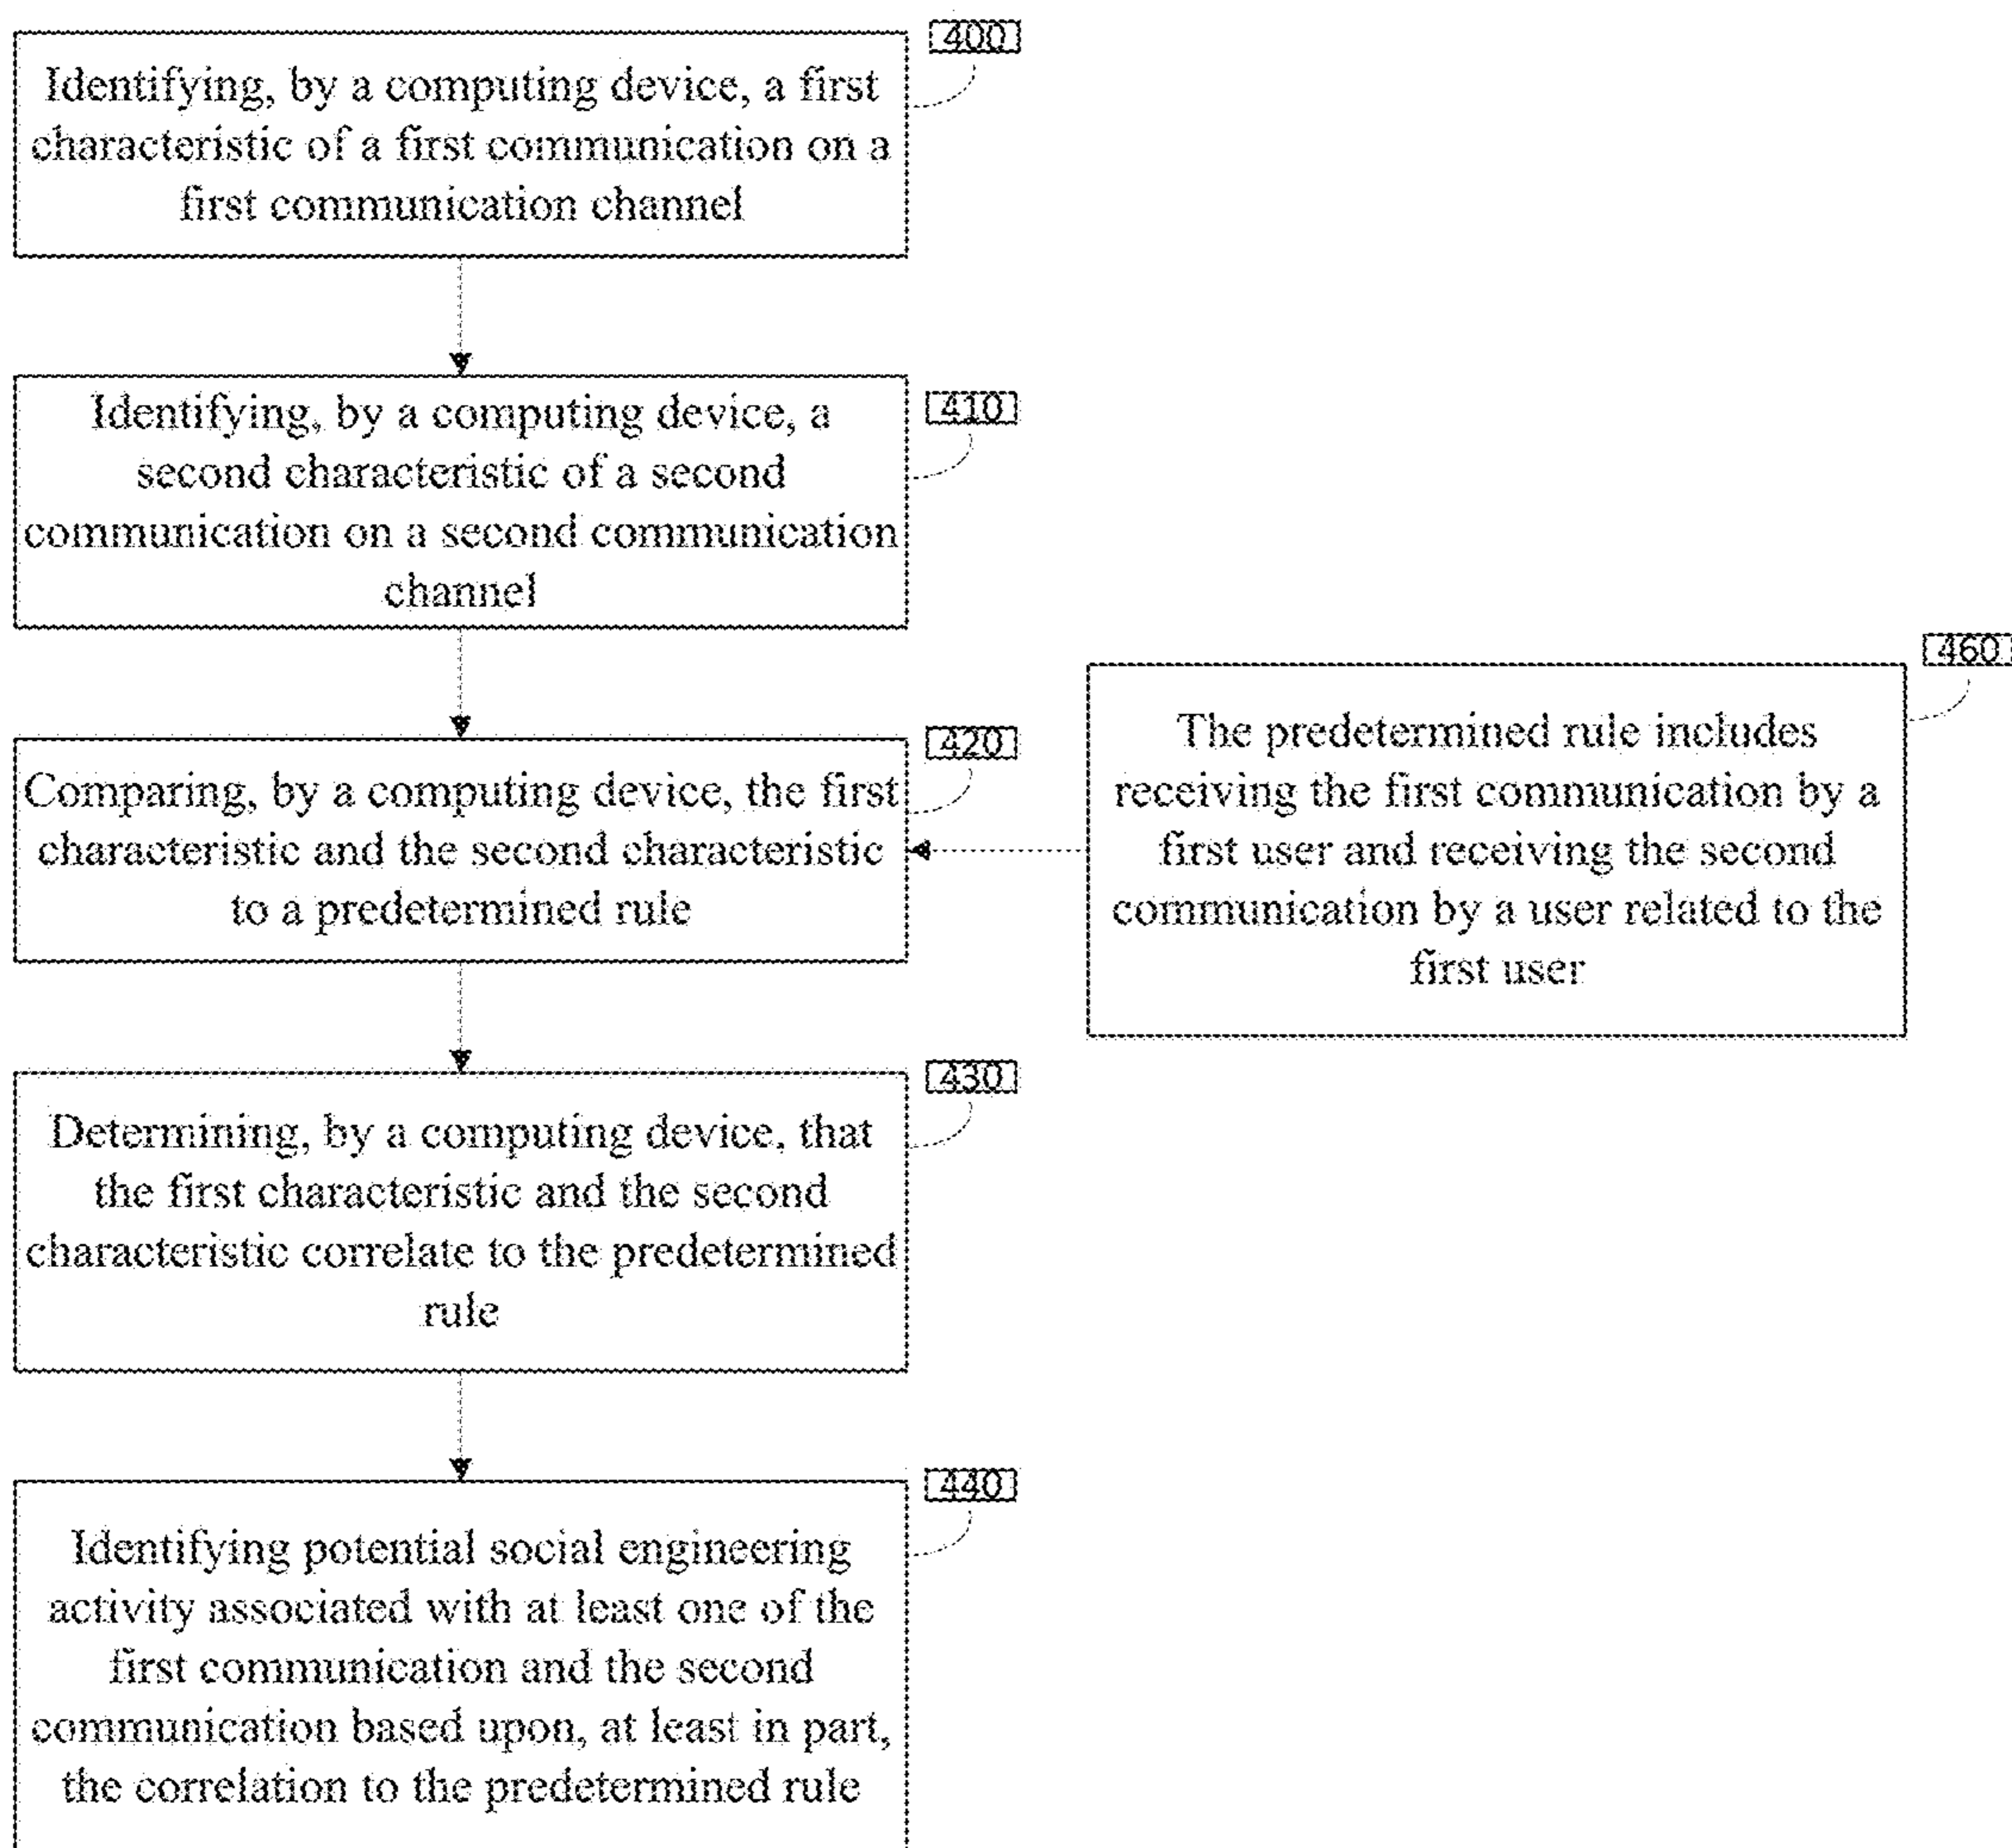 400
Identifying, by a computing device, a first
characteristic of a first communication on a
first communication channel
410
Identifying, by a computing device, a
second characteristic of a second
communication on a second communication
channel
420
Comparing, by a computing device, the first
characteristic and the second characteristic
to a predetermined rule
460
The predetermined rule includes
receiving the first communication by a
first user and receiving the second
communication by a user related to the
first user
430
Determining, by a computing device, that
the first characteristic and the second
characteristic correlate to the predetermined
rule
440
Identifying potential social engineering
activity associated with at least one of the
first communication and the second
communication based upon, at least in part,
the correlation to the predetermined rule